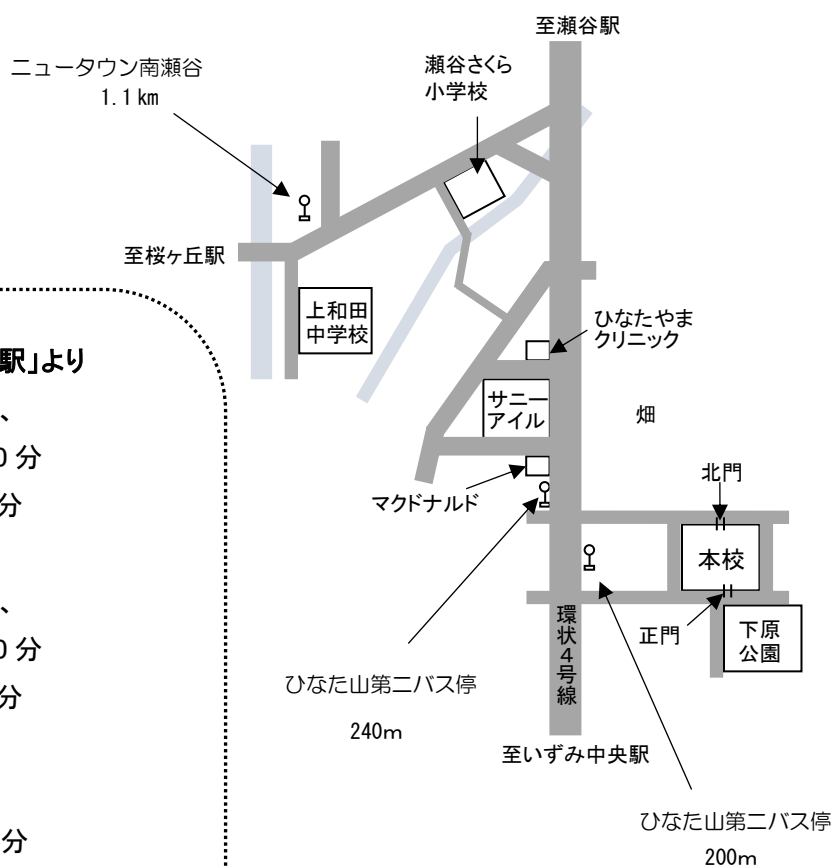 至瀬谷駅
ニュータウン南瀬谷
1.1㎞
瀬谷さくら
小学校
至桜ヶ丘駅
上和田
中学校
ひなたやま
クリニック
サニー
アイル
畑
マクドナルド
北門
本校
正門
下原
公園
環状4号線
ひなた山第二バス停
240m
至いずみ中央駅
ひなた山第二バス停
200m
駅」より
、
0分
分
、
0分
分
分